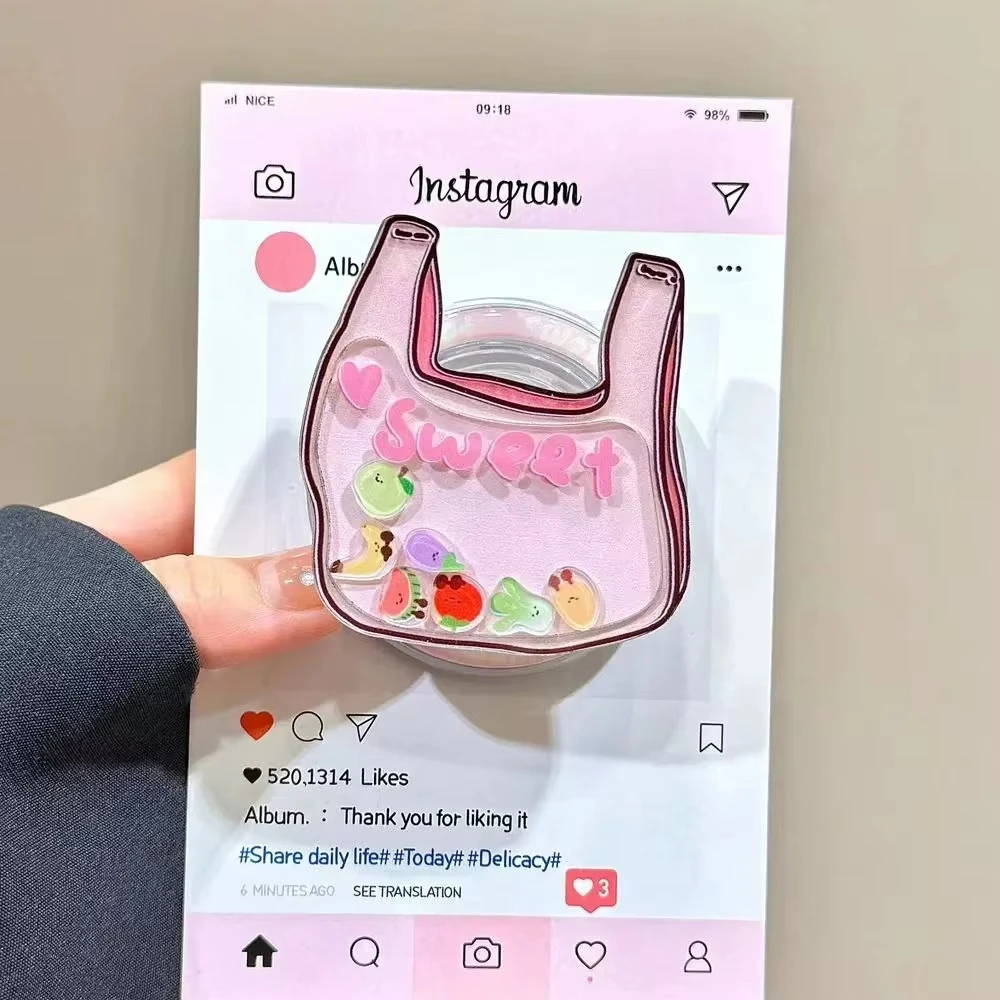 NICE 09:18 98%
Instagram
Sweet
520,1314 Likes
Album. : Thank you for liking it
#Share daily life# #Today# #Delicacy#
6 MINUTES AGO SEE TRANSLATION
3